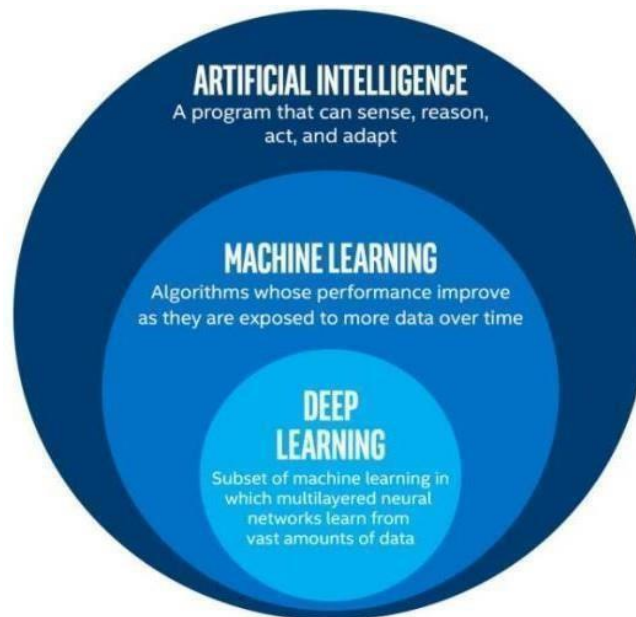 ARTIFICIAL INTELLIGENCE
A program that can sense, reason,
act, and adapt
MACHINE LEARNING
Algorithms whose performance improve
as they are exposed to more data over time
DEEP
LEARNING
Subset of machine learning in
which multilayered neural
networks learn from
vast amounts of data